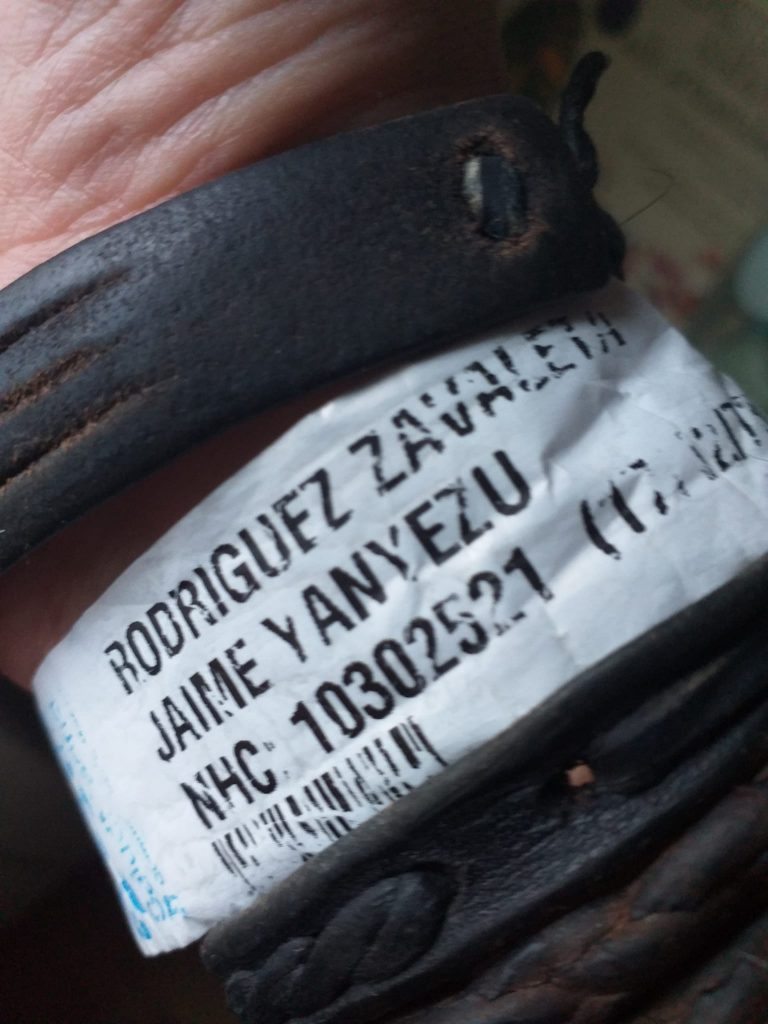 RODRIGUEZ ZAVALETA
JAIME YANYEZU
NHC: 10302521